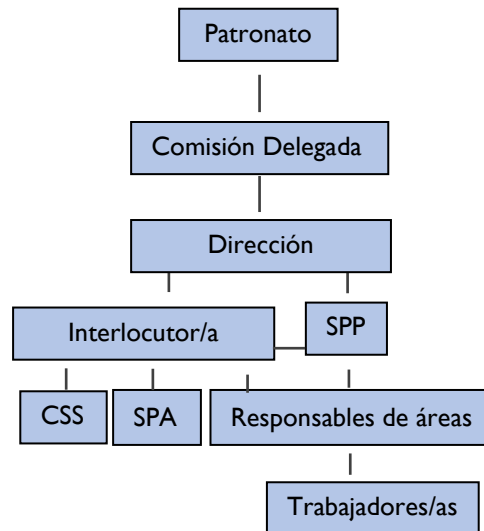 Patronato
Comisión Delegada
Dirección
Interlocutor/a
SPP
CSS
SPA
Responsables de áreas
Trabajadores/as